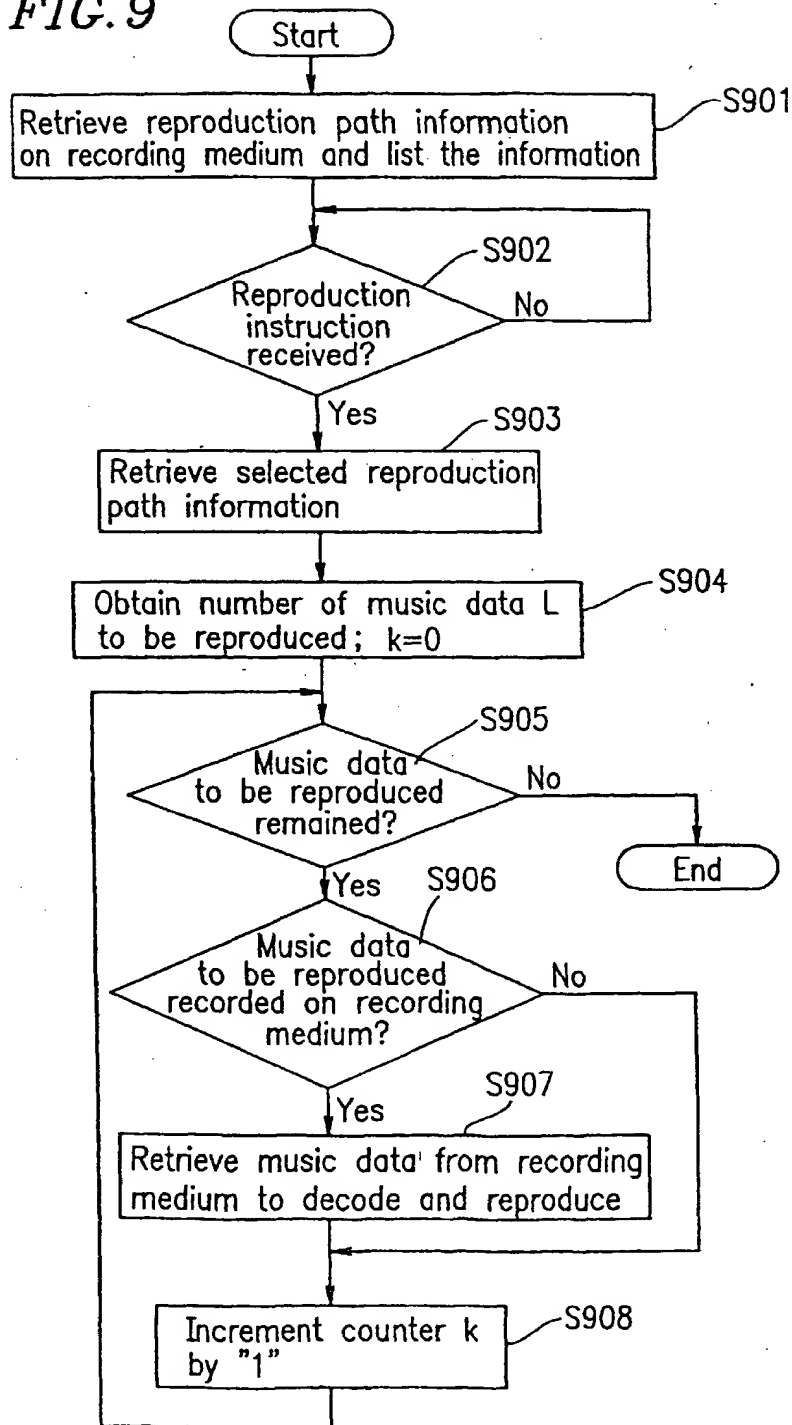 FIG. 9
Start
S901
Retrieve reproduction path information
on recording medium and list the information
S902
Reproduction
instruction
received?
No
Yes
S903
Retrieve selected reproduction
path information
S904
Obtain number of music data L
to be reproduced; k=0
S905
Music data
to be reproduced
remained?
No
End
Yes
S906
Music data
to be reproduced
recorded on recording
medium?
No
Yes
S907
Retrieve music data from recording
medium to decode and reproduce
S908
Increment counter k
by "1"